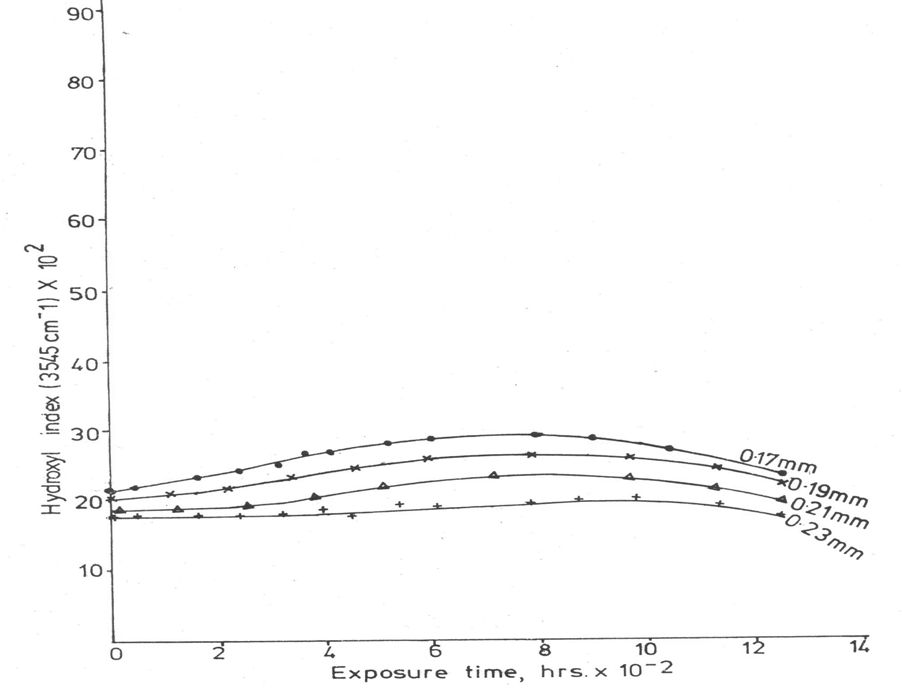 90
80
70
60
50
40
30
20
10
Hydroxyl index (3545 cm⁻1) X 10²
0·17mm
0·19mm
0·21mm
0·23mm
0 2 4 6 8 10 12 14
Exposure time, hrs. x 10⁻²